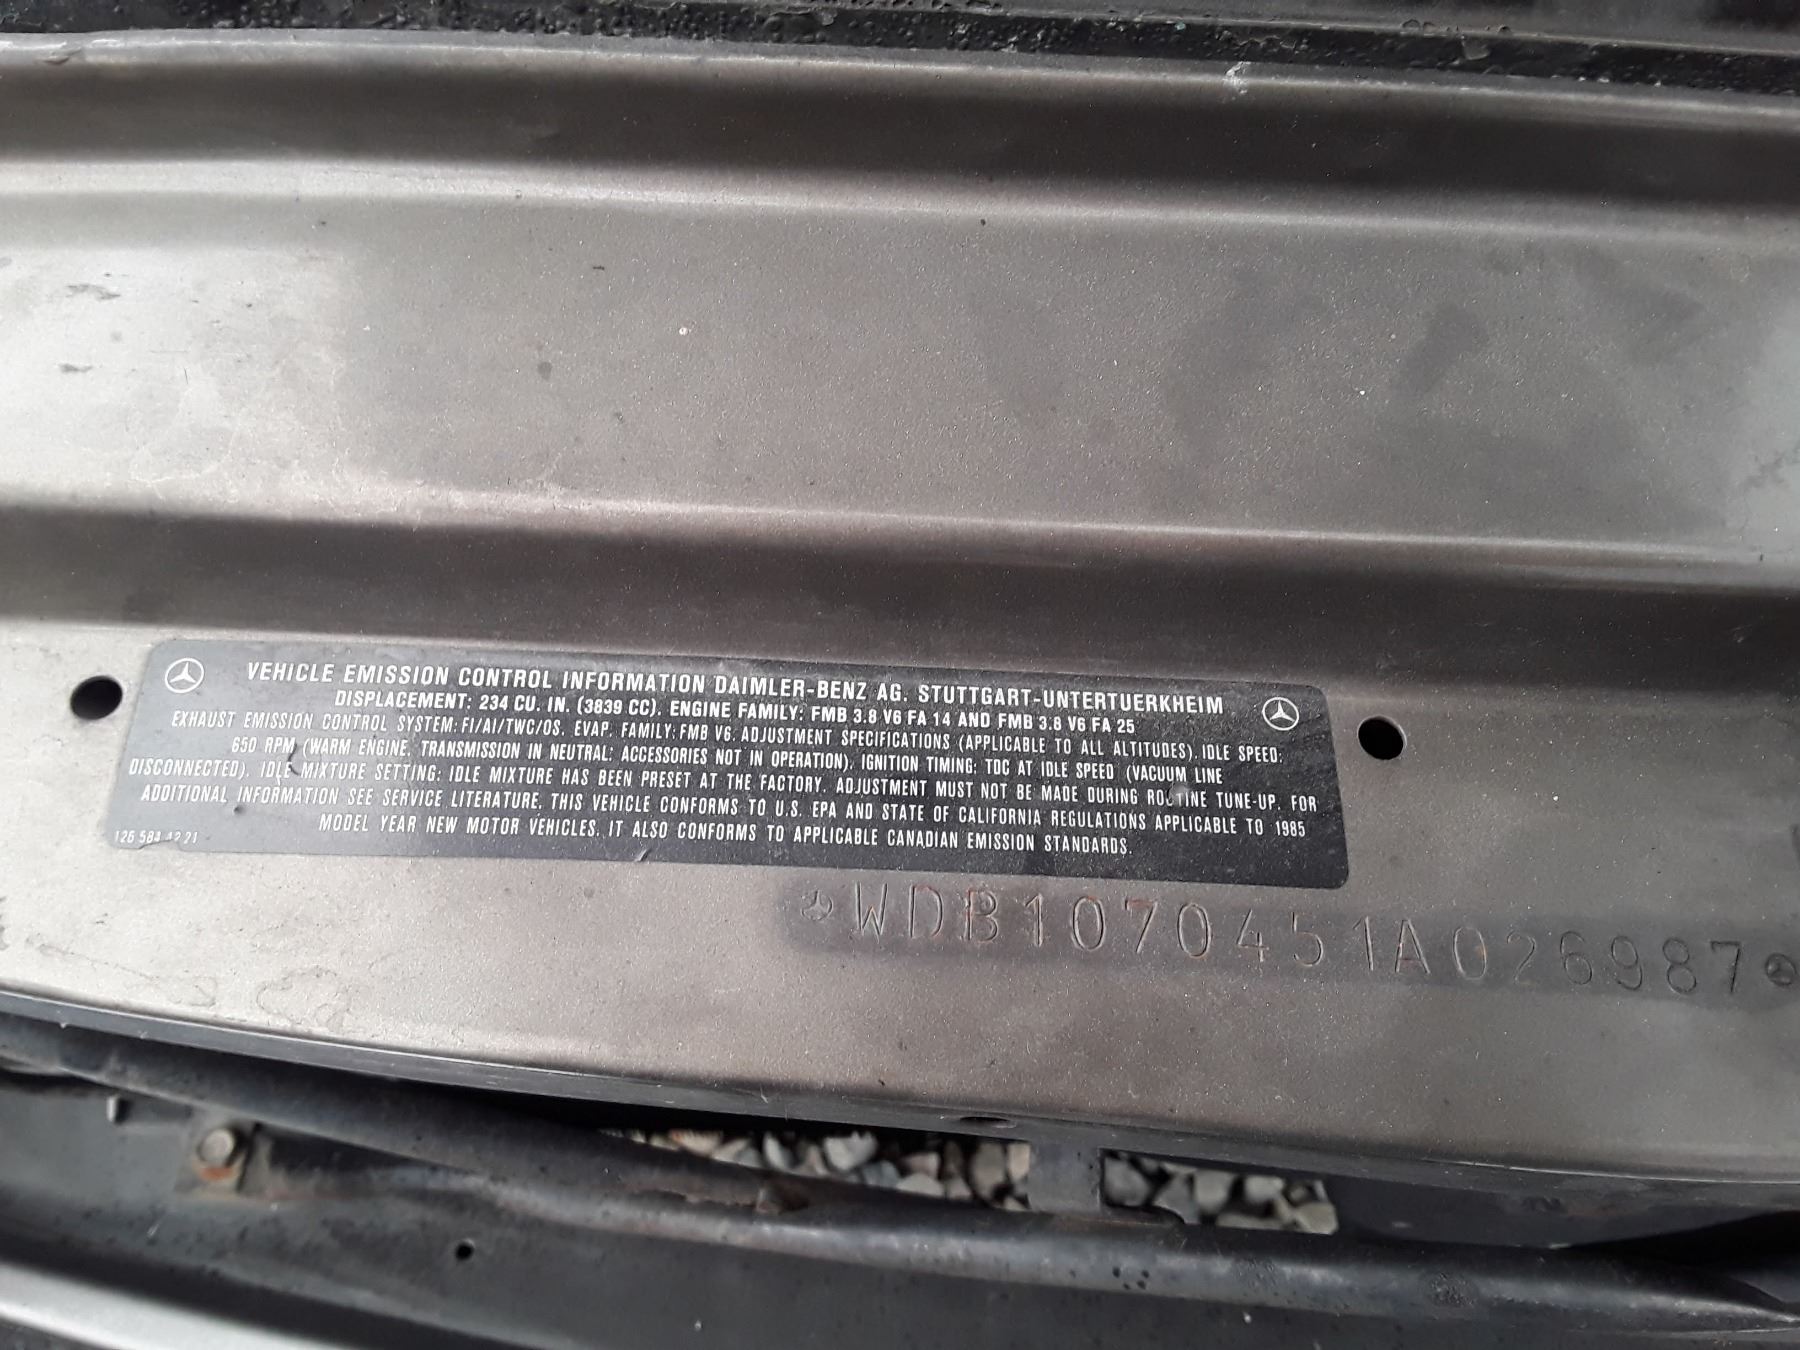 VEHICLE EMISSION CONTROL INFORMATION DAIMLER-BENZ AG. STUTTGART-UNTERTUERKHEIM
DISPLACEMENT: 234 CU. IN. (3839 CC). ENGINE FAMILY: FMB 3.8 V6 FA 14 AND FMB 3.8 V6 FA 25
EXHAUST EMISSION CONTROL SYSTEM: FI/AI/TWC/OS. EVAP. FAMILY: FMB V6. ADJUSTMENT SPECIFICATIONS (APPLICABLE TO ALL ALTITUDES). IDLE SPEED:
650 RPM (WARM ENGINE, TRANSMISSION IN NEUTRAL; ACCESSORIES NOT IN OPERATION). IGNITION TIMING: TDC AT IDLE SPEED (VACUUM LINE
DISCONNECTED). IDLE MIXTURE SETTING: IDLE MIXTURE HAS BEEN PRESET AT THE FACTORY. ADJUSTMENT MUST NOT BE MADE DURING ROUTINE TUNE-UP. FOR
ADDITIONAL INFORMATION SEE SERVICE LITERATURE. THIS VEHICLE CONFORMS TO U.S. EPA AND STATE OF CALIFORNIA REGULATIONS APPLICABLE TO 1985
MODEL YEAR NEW MOTOR VEHICLES. IT ALSO CONFORMS TO APPLICABLE CANADIAN EMISSION STANDARDS.
126 584 21
WDB1070451A026987